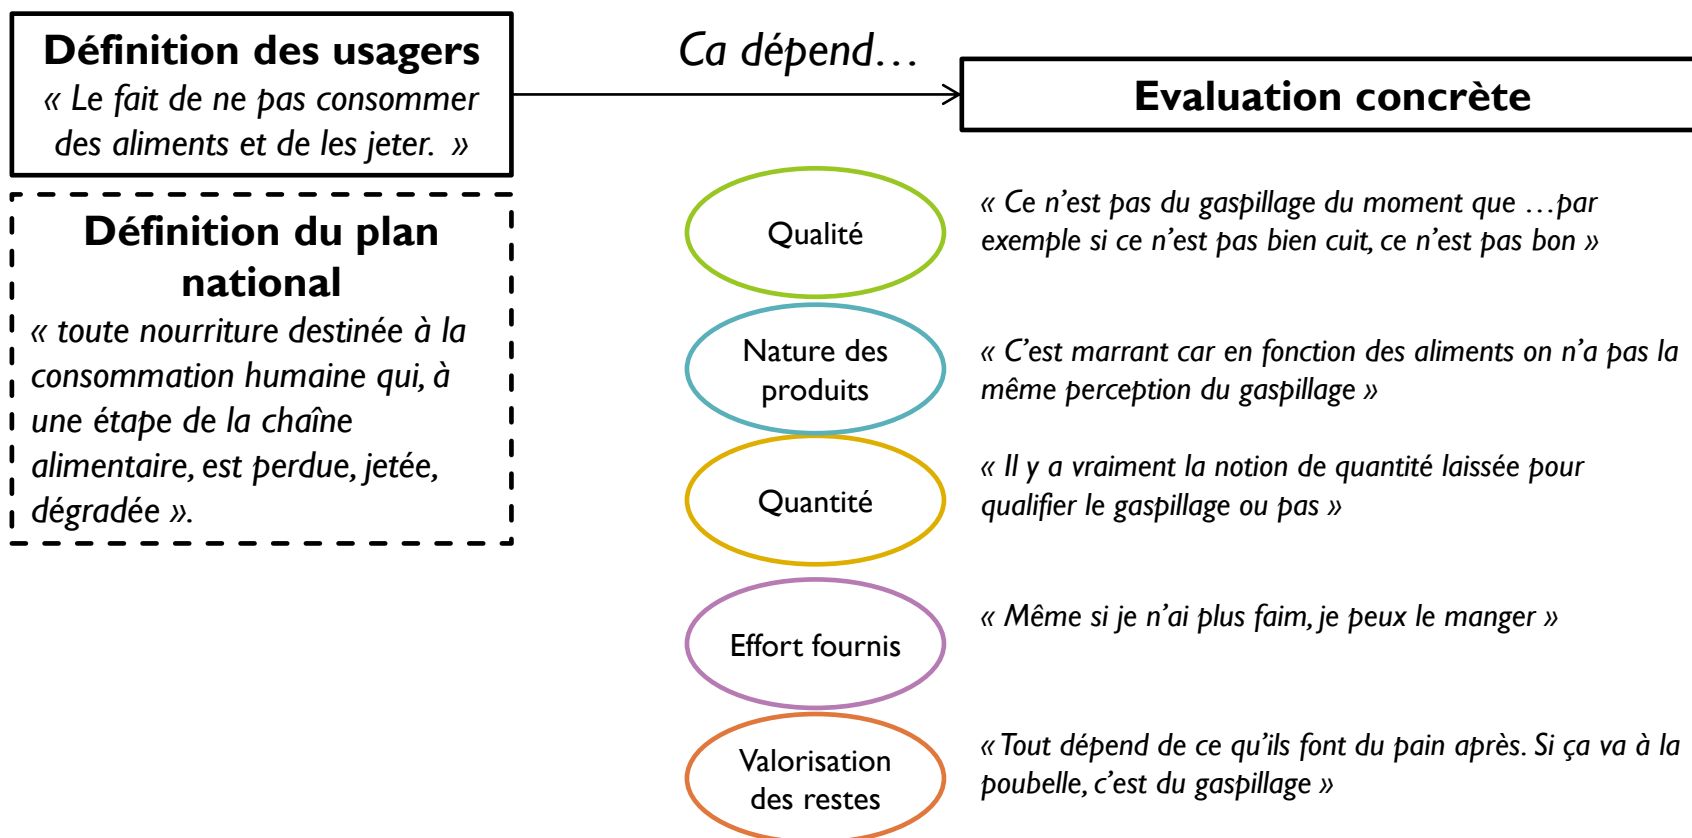 Définition des usagers
« Le fait de ne pas consommer
des aliments et de les jeter. »
Ca dépend…
Evaluation concrète
Définition du plan
national
« toute nourriture destinée à la
consommation humaine qui, à
une étape de la chaîne
alimentaire, est perdue, jetée,
dégradée ».
Qualité
« Ce n’est pas du gaspillage du moment que …par
exemple si ce n’est pas bien cuit, ce n’est pas bon »
Nature des
produits
« C’est marrant car en fonction des aliments on n’a pas la
même perception du gaspillage »
Quantité
« Il y a vraiment la notion de quantité laissée pour
qualifier le gaspillage ou pas »
Effort fournis
« Même si je n’ai plus faim, je peux le manger »
Valorisation
des restes
« Tout dépend de ce qu’ils font du pain après. Si ça va à la
poubelle, c’est du gaspillage »